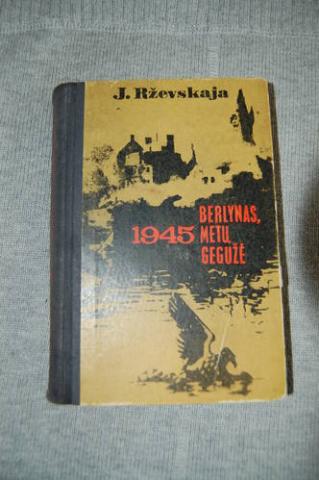 J. Rževskaja
BERLYNAS,
1945 METŲ
GEGUŽĖ